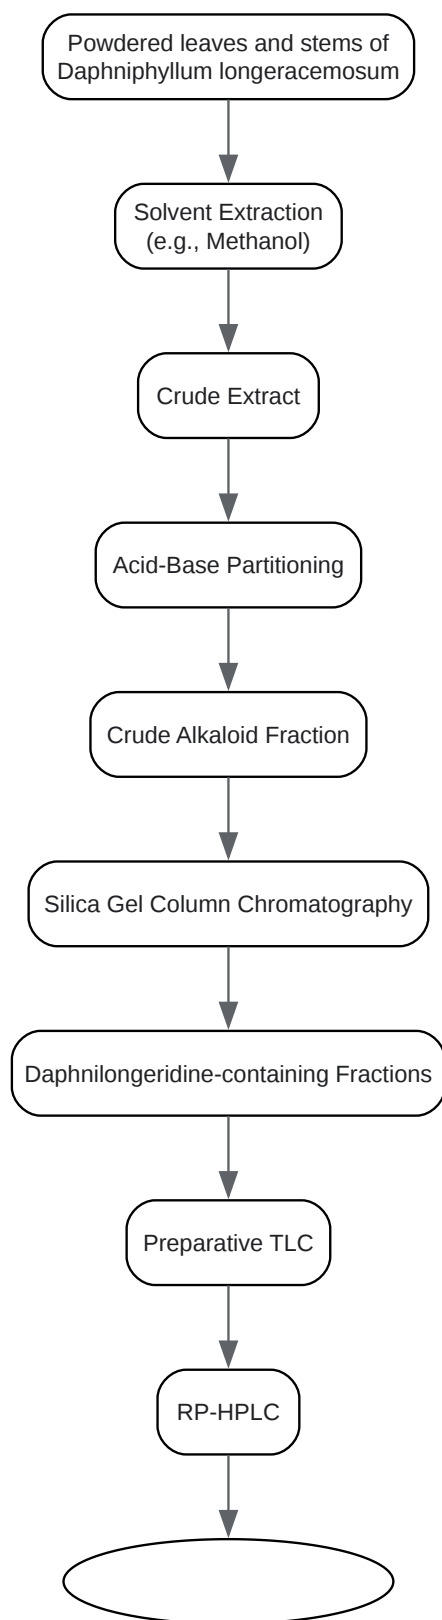 Powdered leaves and stems of
Daphniphyllum longeracemosum
Solvent Extraction
(e.g., Methanol)
Crude Extract
Acid-Base Partitioning
Crude Alkaloid Fraction
Silica Gel Column Chromatography
Daphnilongeridine-containing Fractions
Preparative TLC
RP-HPLC